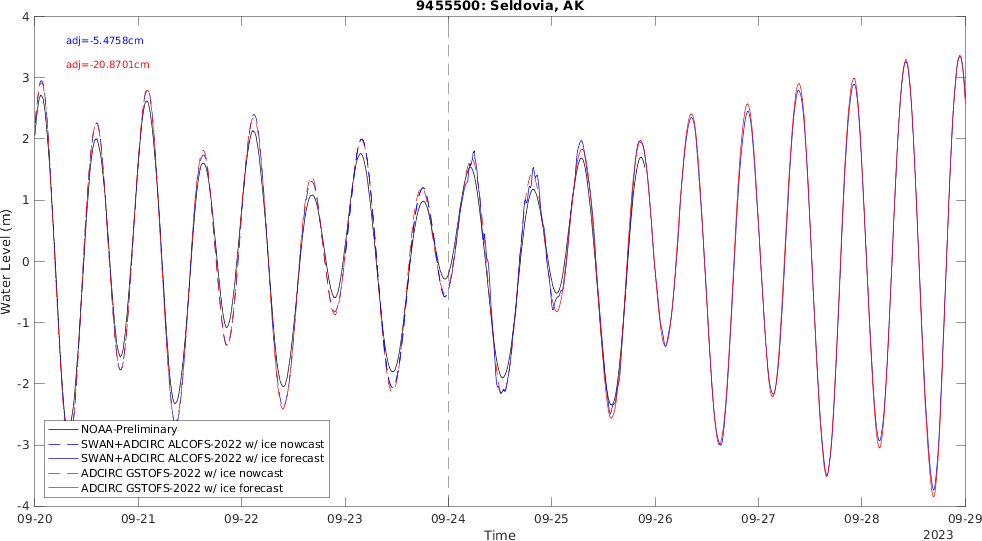 9455500: Seldovia, AK
adj=-5.4758cm
adj=-20.8701cm
Water Level (m)
4
3
2
1
0
-1
-2
-3
-4
NOAA-Preliminary
SWAN+ADCIRC ALCOFS-2022 w/ ice nowcast
SWAN+ADCIRC ALCOFS-2022 w/ ice forecast
ADCIRC GSTOFS-2022 w/ ice nowcast
ADCIRC GSTOFS-2022 w/ ice forecast
09-20 09-21 09-22 09-23 09-24 09-25 09-26 09-27 09-28 09-29
Time
2023